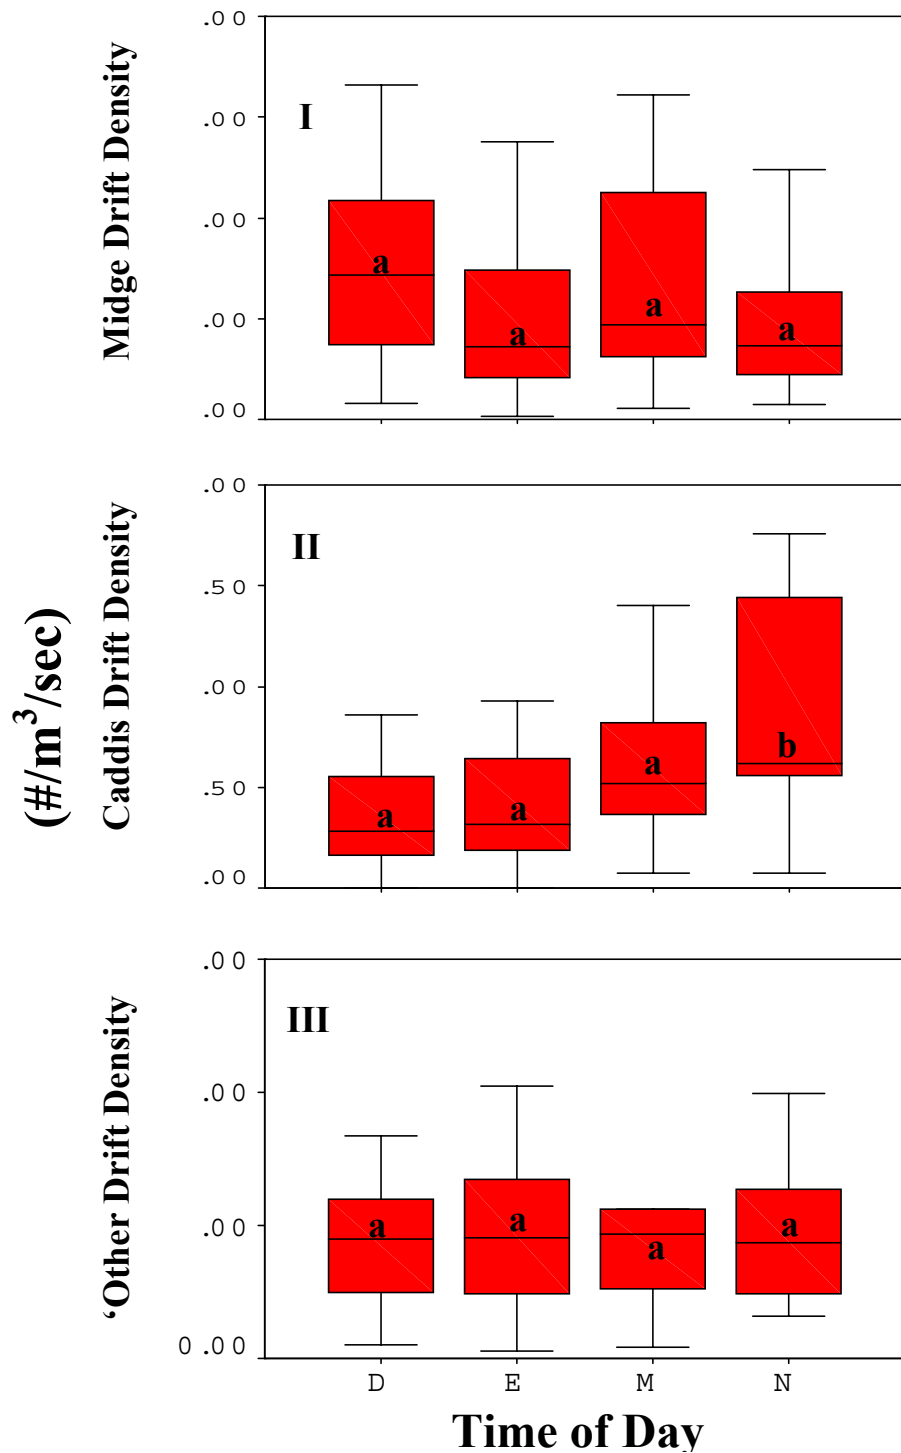 (#/m³/sec)
Midge Drift Density
.00
.00
.00
.00
.00
I
a
a
a
a
Caddis Drift Density
.00
.50
.00
.50
.00
II
a
a
a
b
‘Other Drift Density
.00
.00
.00
0.00
III
a
a
a
a
D E M N
Time of Day